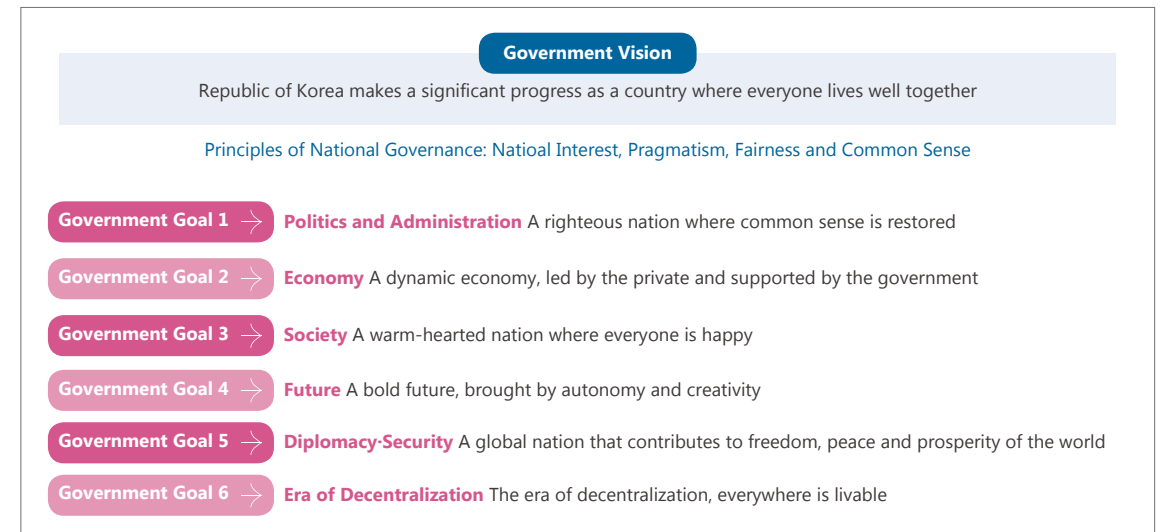 Government Vision
Republic of Korea makes a significant progress as a country where everyone lives well together
Principles of National Governance: Natioal Interest, Pragmatism, Fairness and Common Sense
Government Goal 1 Politics and Administration A righteous nation where common sense is restored
Government Goal 2 Economy A dynamic economy, led by the private and supported by the government
Government Goal 3 Society A warm-hearted nation where everyone is happy
Government Goal 4 Future A bold future, brought by autonomy and creativity
Government Goal 5 Diplomacy·Security A global nation that contributes to freedom, peace and prosperity of the world
Government Goal 6 Era of Decentralization The era of decentralization, everywhere is livable